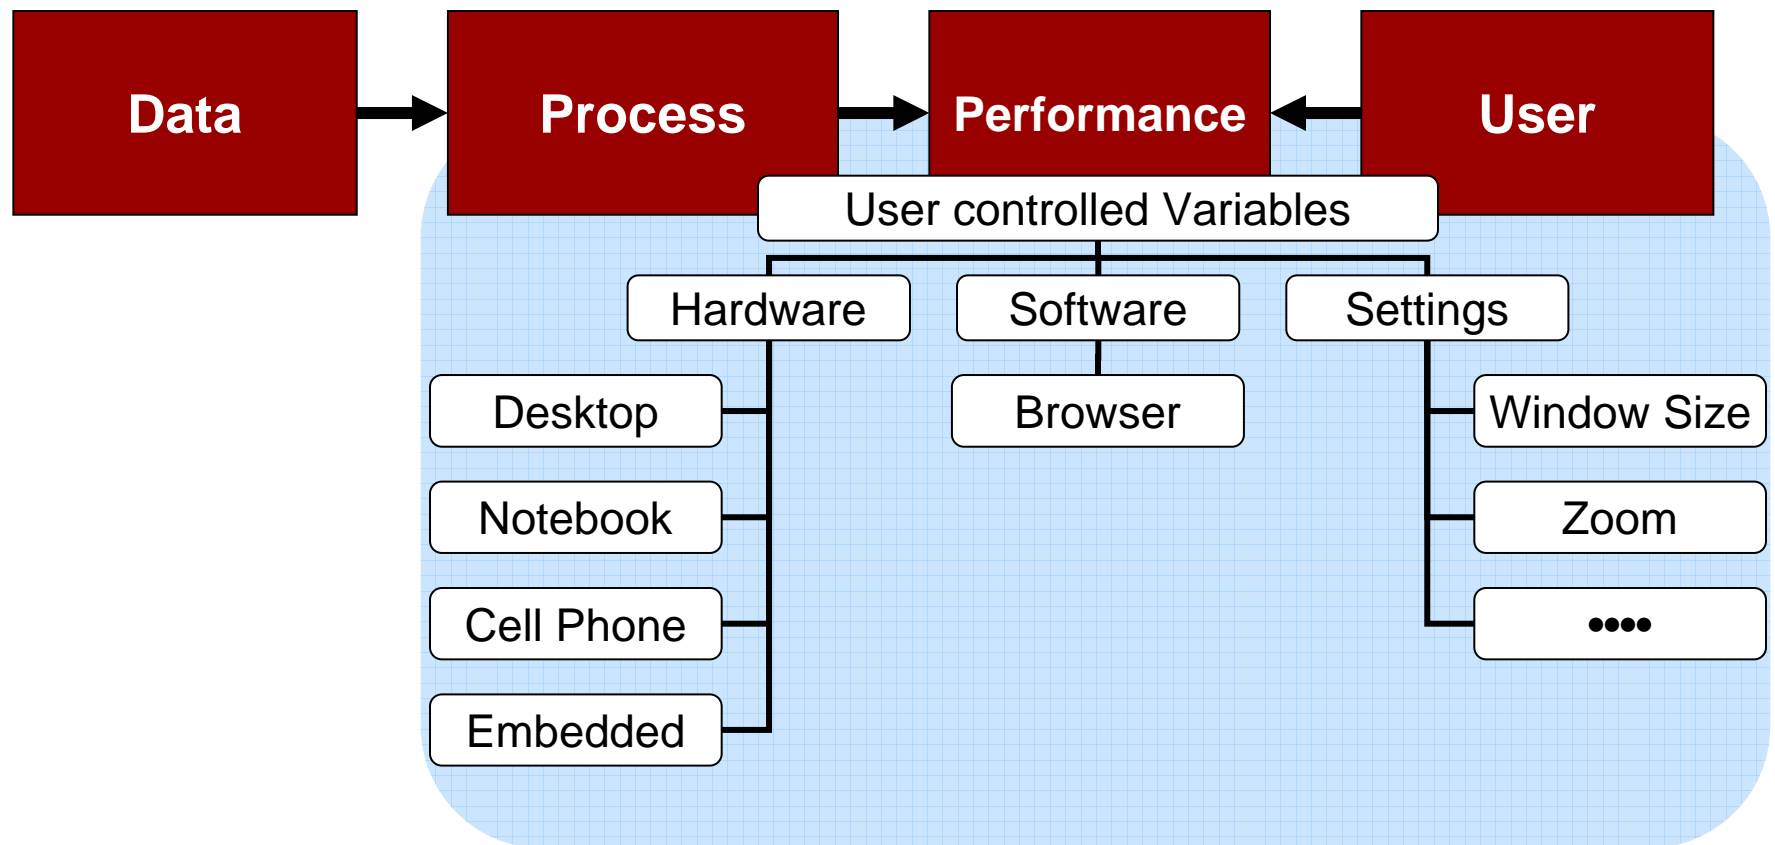 Data
Process
Performance
User
User controlled Variables
Hardware
Software
Settings
Desktop
Browser
Window Size
Notebook
Zoom
Cell Phone
••••
Embedded